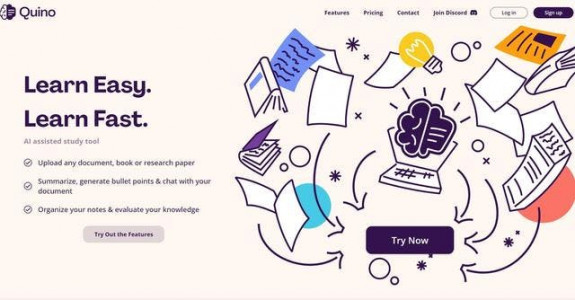 Quino
Features Pricing Contact Join Discord Log in Sign up
Learn Easy.
Learn Fast.
AI assisted study tool
Upload any document, book or research paper
Summarize, generate bullet points & chat with your
document
Organize your notes & evaluate your knowledge
Try Out the Features
Try Now